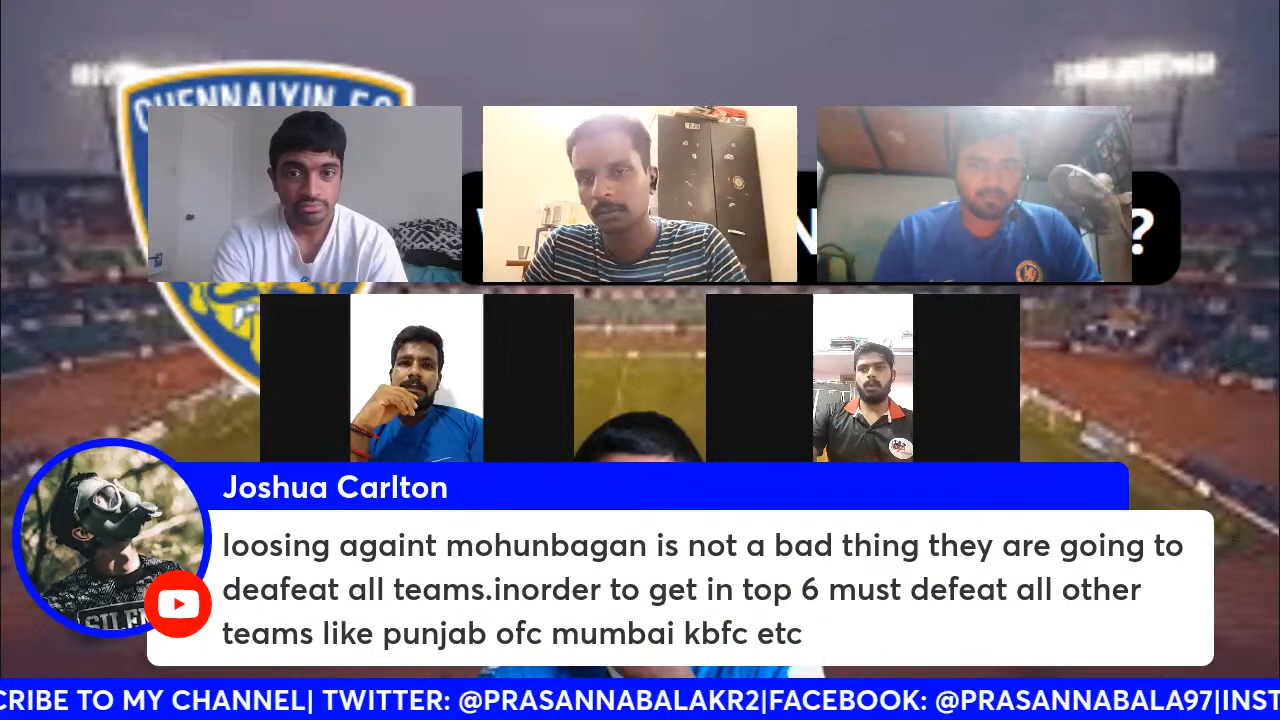 CHENNAIYIN FC
?
Joshua Carlton
loosing againt mohunbagan is not a bad thing they are going to
deafeat all teams.inorder to get in top 6 must defeat all other
teams like punjab ofc mumbai kbfc etc
CRIBE TO MY CHANNEL| TWITTER: @PRASANNABALAKR2|FACEBOOK: @PRASANNABALA97|INST